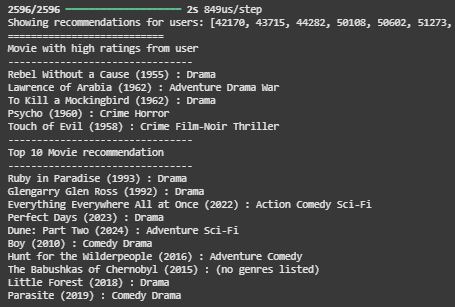 2596/2596 ━━━━━━━━━━━━━━━━━━━━ 2s 849us/step
Showing recommendations for users: [42170, 43715, 44282, 50108, 50602, 51273,
===========================
Movie with high ratings from user
--------------------------------
Rebel Without a Cause (1955) : Drama
Lawrence of Arabia (1962) : Adventure Drama War
To Kill a Mockingbird (1962) : Drama
Psycho (1960) : Crime Horror
Touch of Evil (1958) : Crime Film-Noir Thriller
--------------------------------
Top 10 Movie recommendation
--------------------------------
Ruby in Paradise (1993) : Drama
Glengarry Glen Ross (1992) : Drama
Everything Everywhere All at Once (2022) : Action Comedy Sci-Fi
Perfect Days (2023) : Drama
Dune: Part Two (2024) : Adventure Sci-Fi
Boy (2010) : Comedy Drama
Hunt for the Wilderpeople (2016) : Adventure Comedy
The Babushkas of Chernobyl (2015) : (no genres listed)
Little Forest (2018) : Drama
Parasite (2019) : Comedy Drama